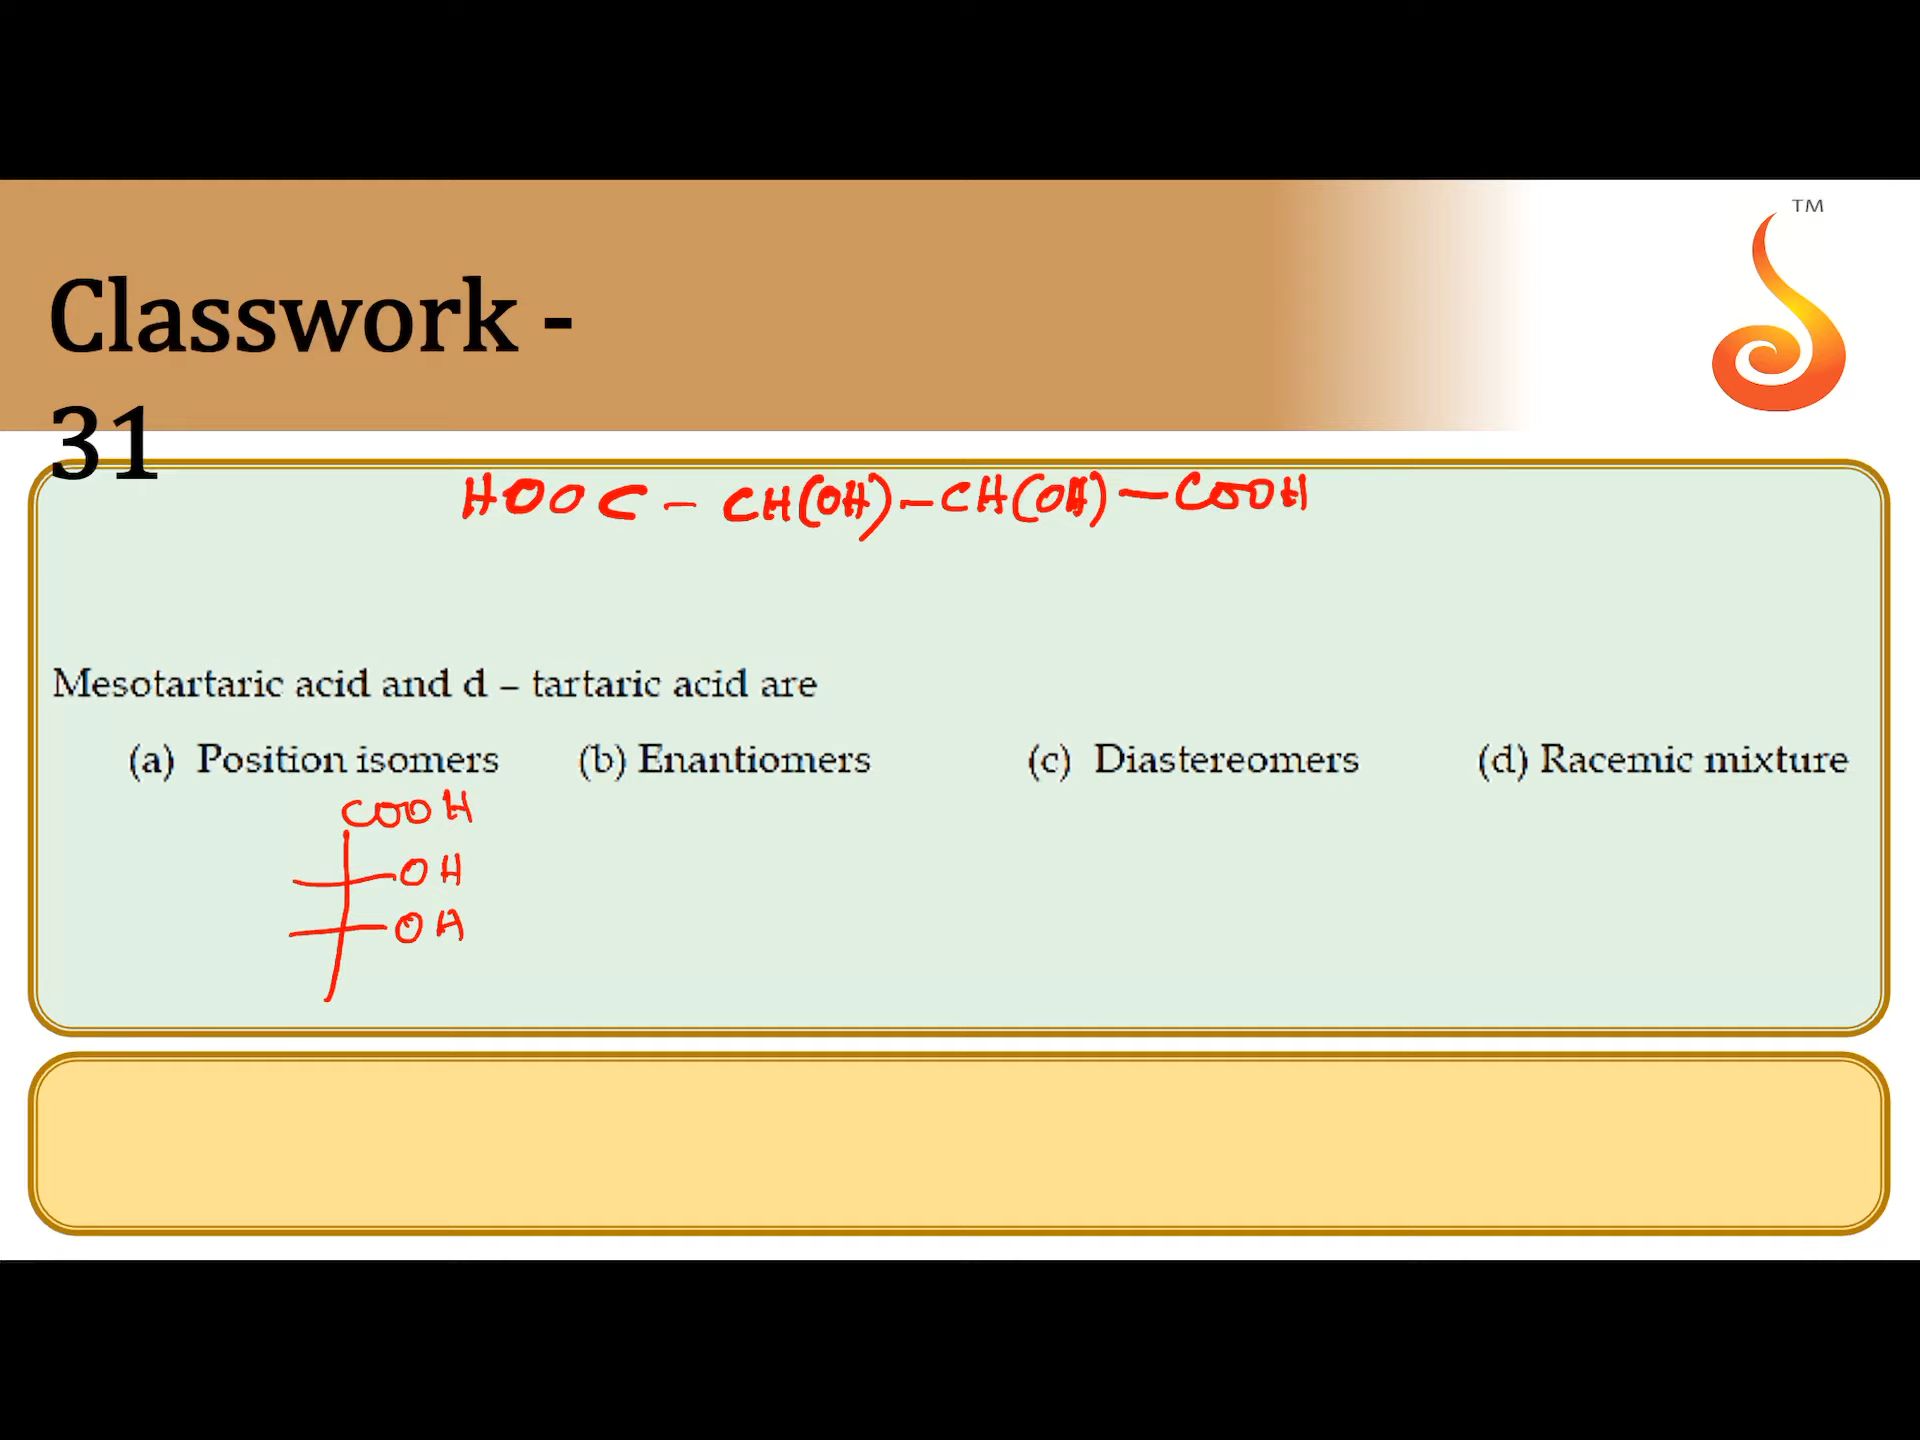 TM
Classwork -
31
HOOC - CH(OH) - CH(OH) - COOH
Mesotartaric acid and d – tartaric acid are
(a) Position isomers (b) Enantiomers (c) Diastereomers (d) Racemic mixture
COOH
OH
OH